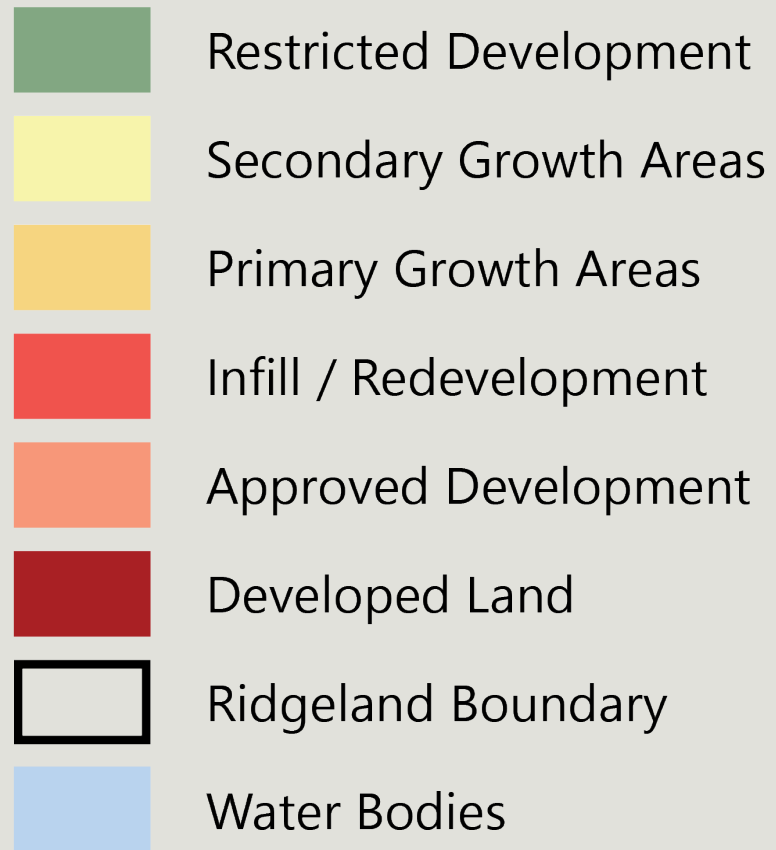 Restricted Development
Secondary Growth Areas
Primary Growth Areas
Infill / Redevelopment
Approved Development
Developed Land
Ridgeland Boundary
Water Bodies